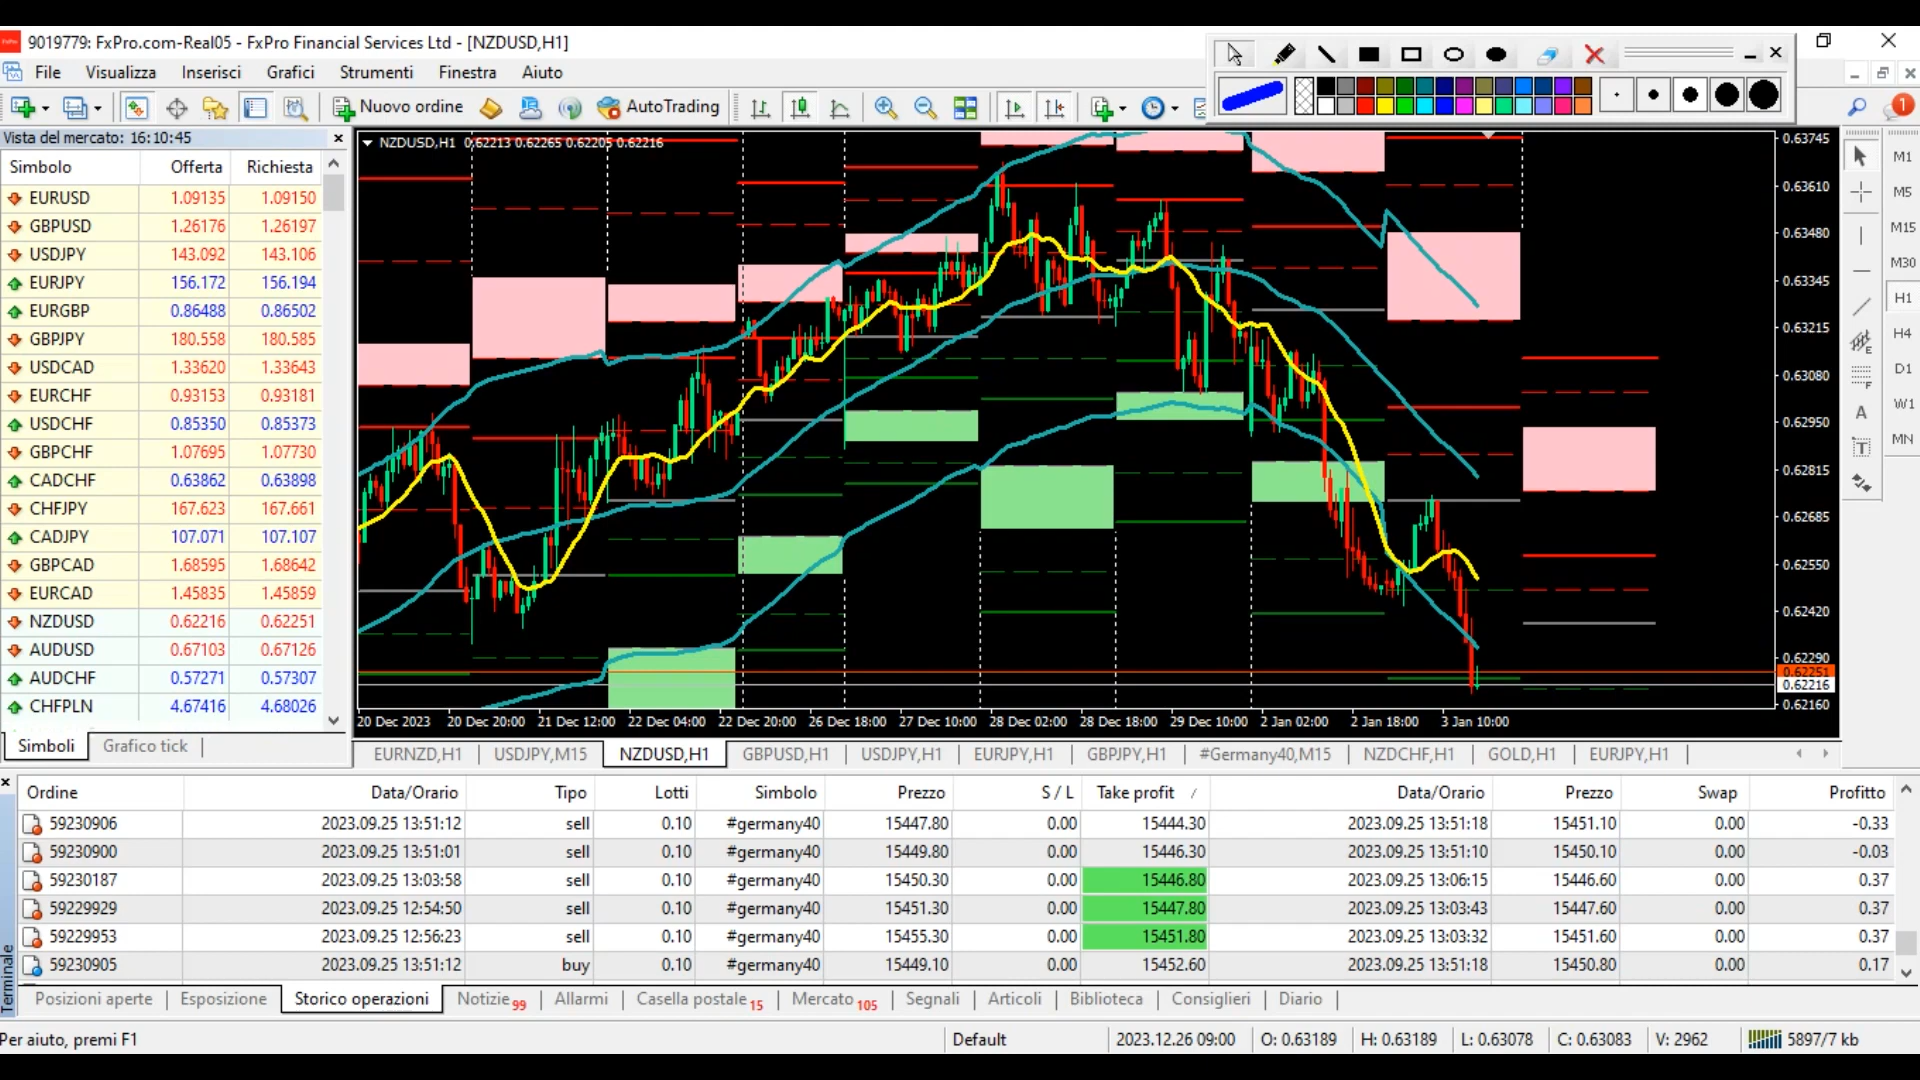 9019779: FxPro.com-Real05 - FxPro Financial Services Ltd - [NZDUSD,H1]
File Visualizza Inserisci Grafici Strumenti Finestra Aiuto
Nuovo ordine AutoTrading 1
Vista del mercato: 16:10:45
Simbolo Offerta Richiesta
EURUSD 1.09135 1.09150
GBPUSD 1.26176 1.26197
USDJPY 143.092 143.106
EURJPY 156.172 156.194
EURGBP 0.86488 0.86502
GBPJPY 180.558 180.585
USDCAD 1.33620 1.33643
EURCHF 0.93153 0.93181
USDCHF 0.85350 0.85373
GBPCHF 1.07695 1.07730
CADCHF 0.63862 0.63898
CHFJPY 167.623 167.661
CADJPY 107.071 107.107
GBPCAD 1.68595 1.68642
EURCAD 1.45835 1.45859
NZDUSD 0.62216 0.62251
AUDUSD 0.67103 0.67126
AUDCHF 0.57271 0.57307
CHFPLN 4.67416 4.68026
Simboli Grafico tick
NZDUSD,H1 0.62213 0.62265 0.62205 0.62216
0.63745
0.63610
0.63480
0.63345
0.63215
0.63080
0.62950
0.62815
0.62685
0.62550
0.62420
0.62290
0.62251
0.62216
0.62160
20 Dec 2023 20 Dec 20:00 21 Dec 12:00 22 Dec 04:00 22 Dec 20:00 26 Dec 18:00 27 Dec 10:00 28 Dec 02:00 28 Dec 18:00 29 Dec 10:00 2 Jan 02:00 2 Jan 18:00 3 Jan 10:00
M1
M5
M15
M30
H1
H4
D1
W1
MN
EURNZD,H1 USDJPY,M15 NZDUSD,H1 GBPUSD,H1 USDJPY,H1 EURJPY,H1 GBPJPY,H1 #Germany40,M15 NZDCHF,H1 GOLD,H1 EURJPY,H1
Ordine Data/Orario Tipo Lotti Simbolo Prezzo S / L Take profit / Data/Orario Prezzo Swap Profitto
59230906 2023.09.25 13:51:12 sell 0.10 #germany40 15447.80 0.00 15444.30 2023.09.25 13:51:18 15451.10 0.00 -0.33
59230900 2023.09.25 13:51:01 sell 0.10 #germany40 15449.80 0.00 15446.30 2023.09.25 13:51:10 15450.10 0.00 -0.03
59230187 2023.09.25 13:03:58 sell 0.10 #germany40 15450.30 0.00 15446.80 2023.09.25 13:06:15 15446.60 0.00 0.37
59229929 2023.09.25 12:54:50 sell 0.10 #germany40 15451.30 0.00 15447.80 2023.09.25 13:03:43 15447.60 0.00 0.37
59229953 2023.09.25 12:56:23 sell 0.10 #germany40 15455.30 0.00 15451.80 2023.09.25 13:03:32 15451.60 0.00 0.37
59230905 2023.09.25 13:51:12 buy 0.10 #germany40 15449.10 0.00 15452.60 2023.09.25 13:51:18 15450.80 0.00 0.17
Terminale
Posizioni aperte Esposizione Storico operazioni Notizie 99 Allarmi Casella postale 15 Mercato 105 Segnali Articoli Biblioteca Consiglieri Diario
Per aiuto, premi F1 Default 2023.12.26 09:00 O: 0.63189 H: 0.63189 L: 0.63078 C: 0.63083 V: 2962 5897/7 kb